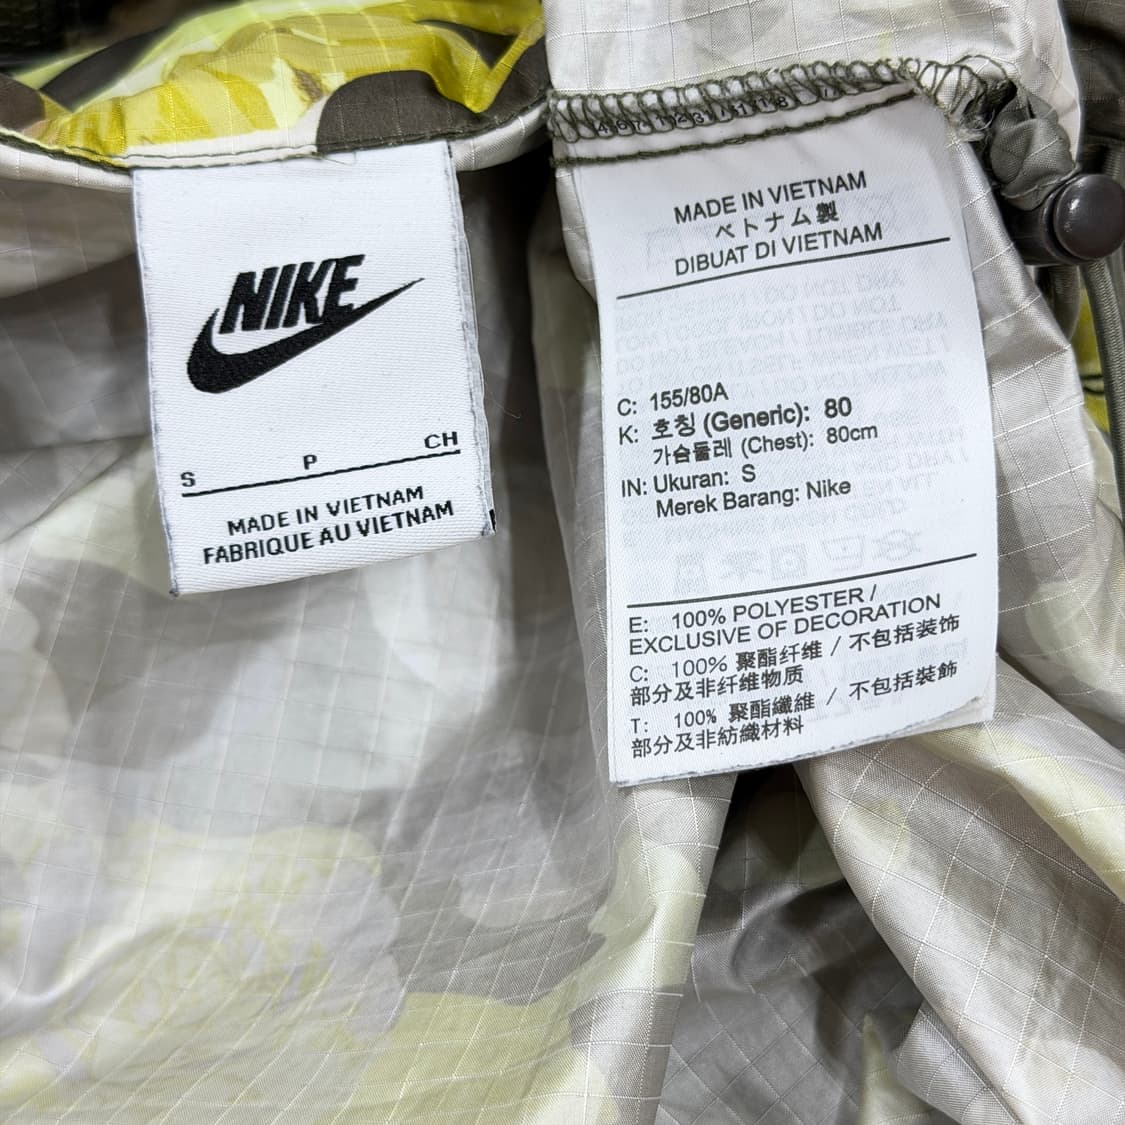 NIKE
S P CH
MADE IN VIETNAM
FABRIQUE AU VIETNAM
MADE IN VIETNAM
ベトナム製
DIBUAT DI VIETNAM
C: 155/80A
K: 호칭 (Generic): 80
가슴둘레 (Chest): 80cm
IN: Ukuran: S
Merek Barang: Nike
E: 100% POLYESTER /
EXCLUSIVE OF DECORATION
C: 100% 聚酯纤维 / 不包括装饰
部分及非纤维物质
T: 100% 聚酯纖維 / 不包括裝飾
部分及非紡織材料